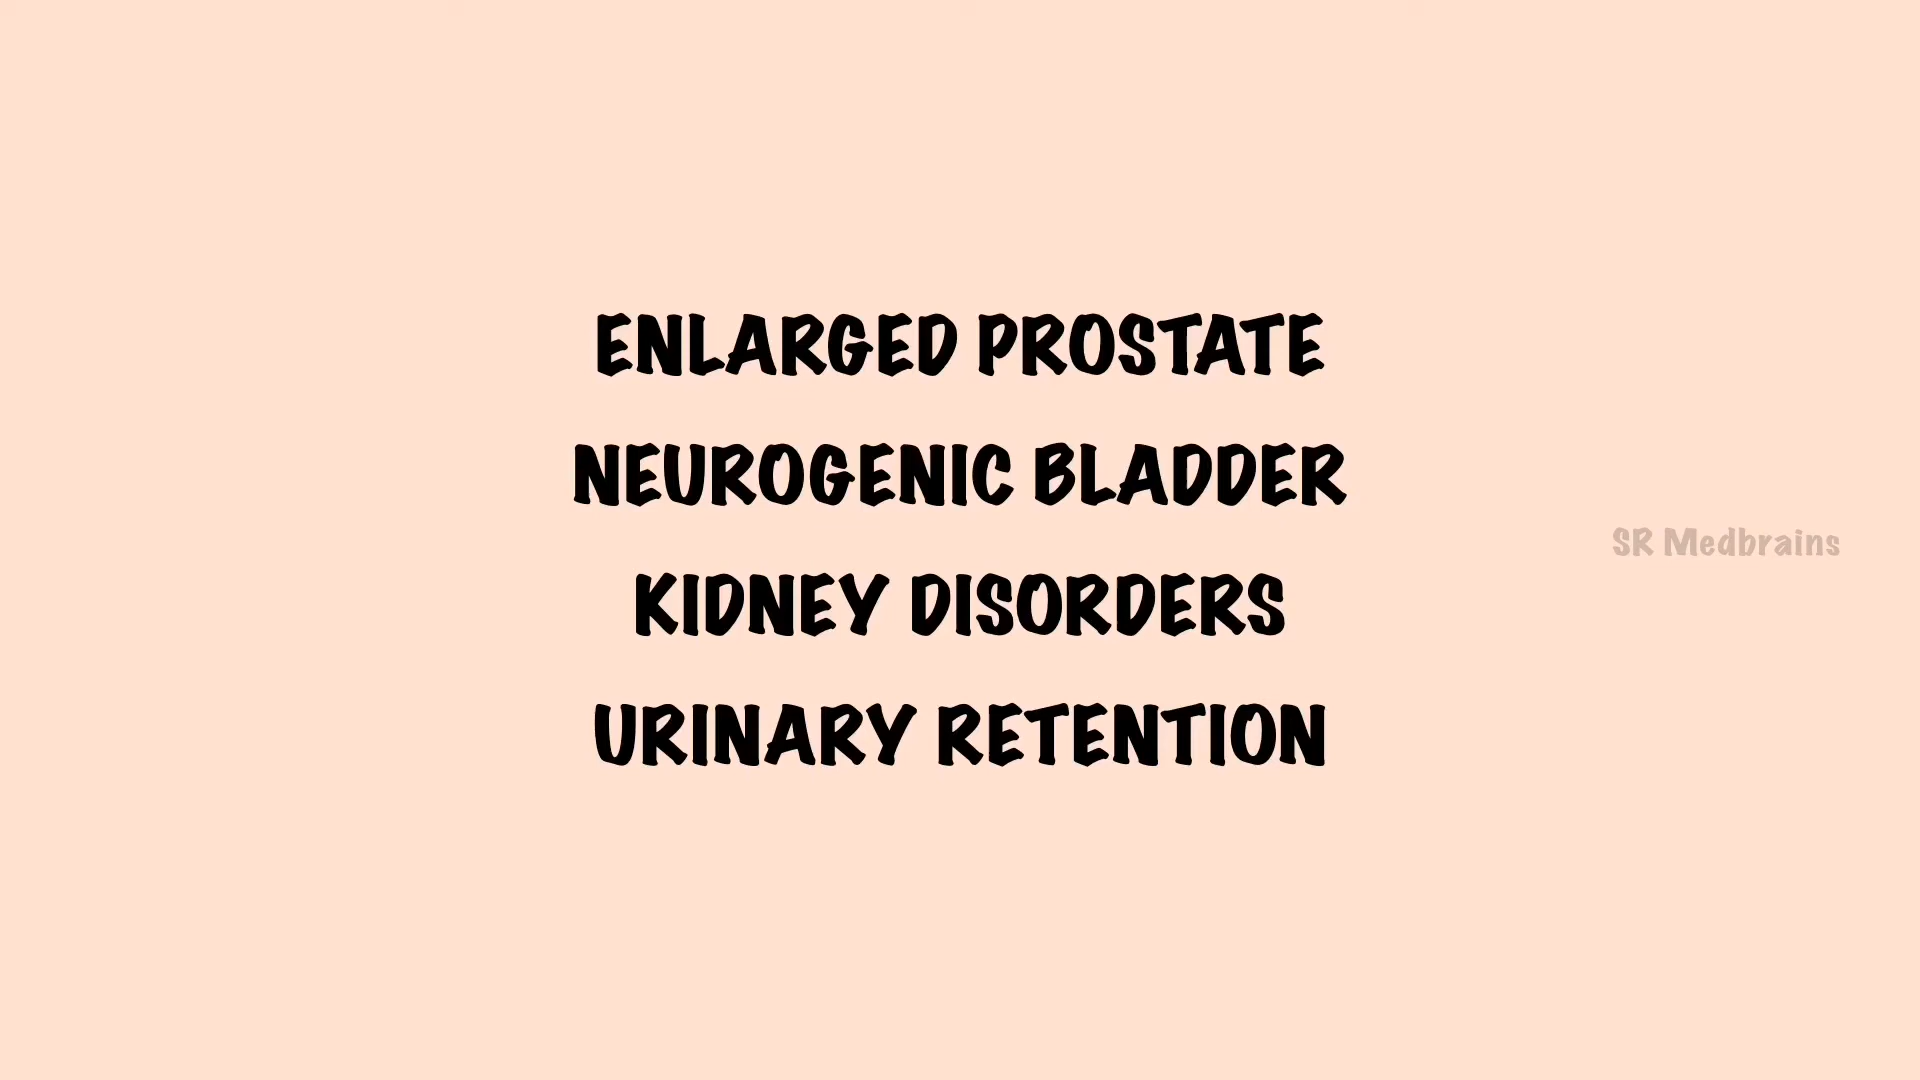 ENLARGED PROSTATE
NEUROGENIC BLADDER
SR Medbrains
KIDNEY DISORDERS
URINARY RETENTION